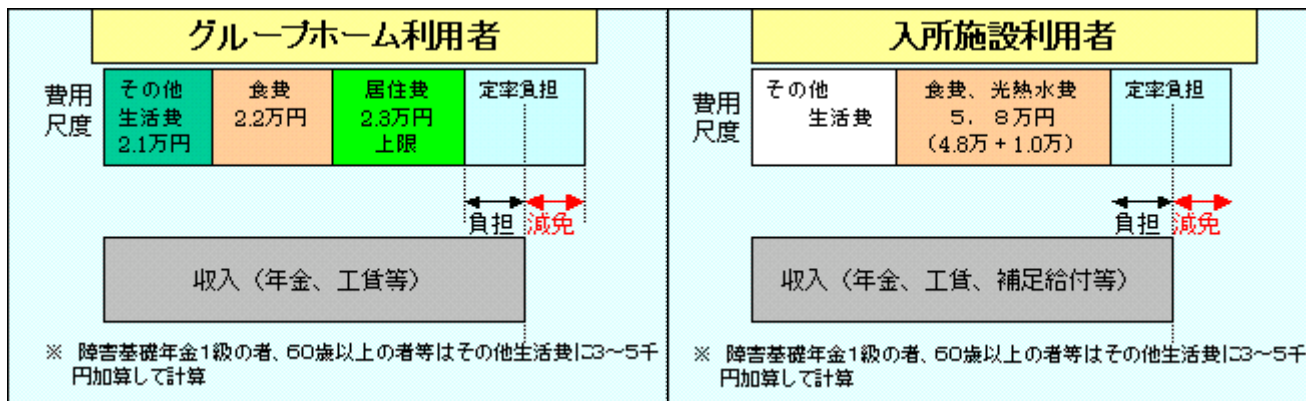 グループホーム利用者
費用
尺度
その他
生活費
2.1万円
食費
2.2万円
居住費
2.3万円
上限
定率負担
負担
減免
収入（年金、工賃等）
※ 障害基礎年金1級の者、60歳以上の者等はその他生活費に3～5千
円加算して計算
入所施設利用者
費用
尺度
その他
生活費
食費、光熱水費
５．８万円
（4.8万＋1.0万）
定率負担
負担
減免
収入（年金、工賃、補足給付等）
※ 障害基礎年金1級の者、60歳以上の者等はその他生活費に3～5千
円加算して計算